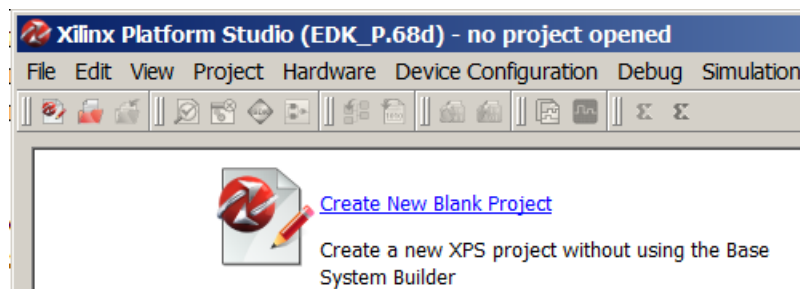 Xilinx Platform Studio (EDK_P.68d) - no project opened
File Edit View Project Hardware Device Configuration Debug Simulation
Create New Blank Project
Create a new XPS project without using the Base
System Builder